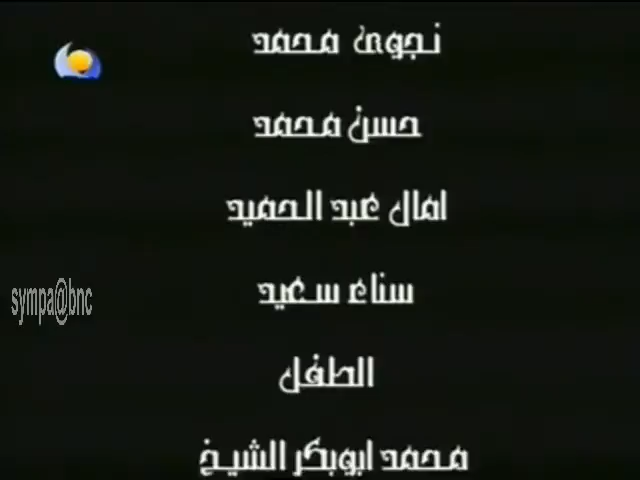 نجوى محمد
حسن محمد
امال عبد الحميد
سناء سعيد
sympa@bnc
الطفل
محمد ابوبكر الشيخ